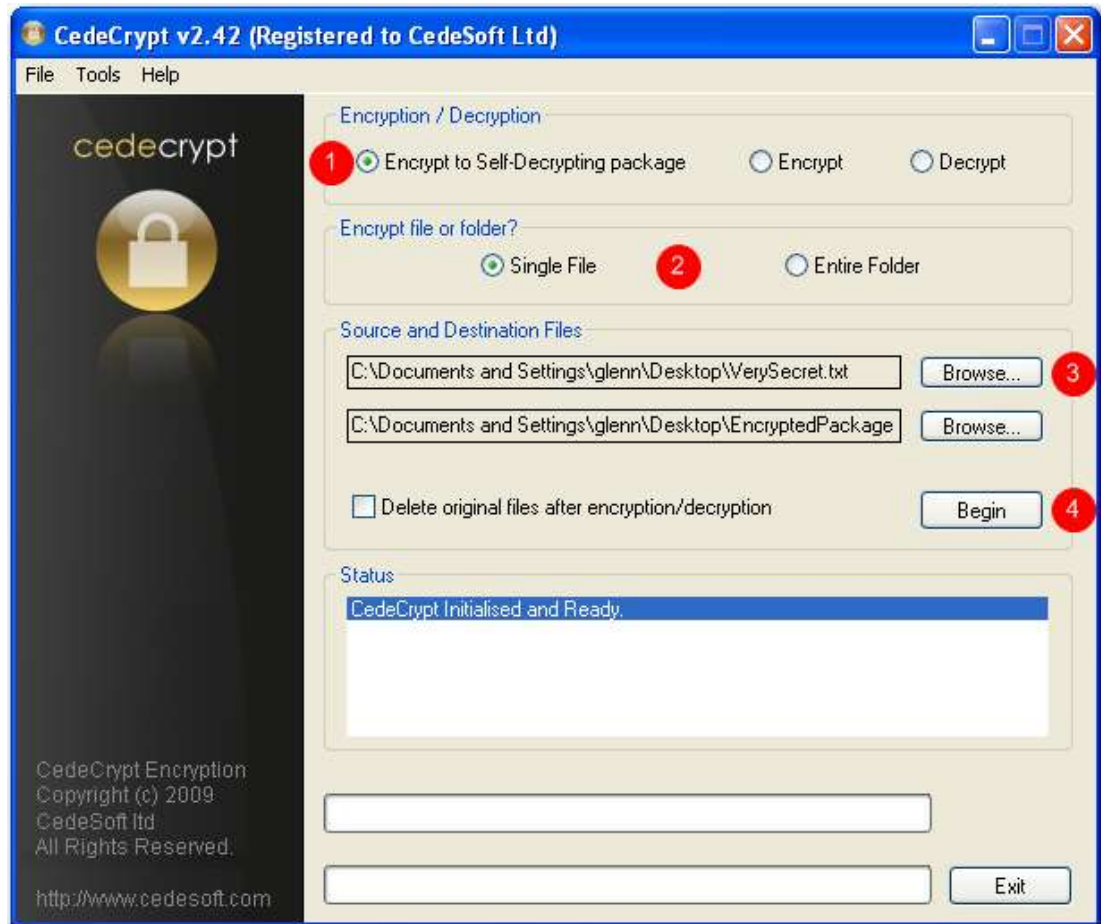 CedeCrypt v2.42 (Registered to CedeSoft Ltd)
File Tools Help
cedecrypt
Encryption / Decryption
1 Encrypt to Self-Decrypting package Encrypt Decrypt
Encrypt file or folder?
Single File 2 Entire Folder
Source and Destination Files
C:\Documents and Settings\glenn\Desktop\VerySecret.txt Browse... 3
C:\Documents and Settings\glenn\Desktop\EncryptedPackage Browse...
Delete original files after encryption/decryption Begin 4
Status
CedeCrypt Initialised and Ready.
CedeCrypt Encryption
Copyright (c) 2009
CedeSoft ltd
All Rights Reserved.
http://www.cedesoft.com
Exit